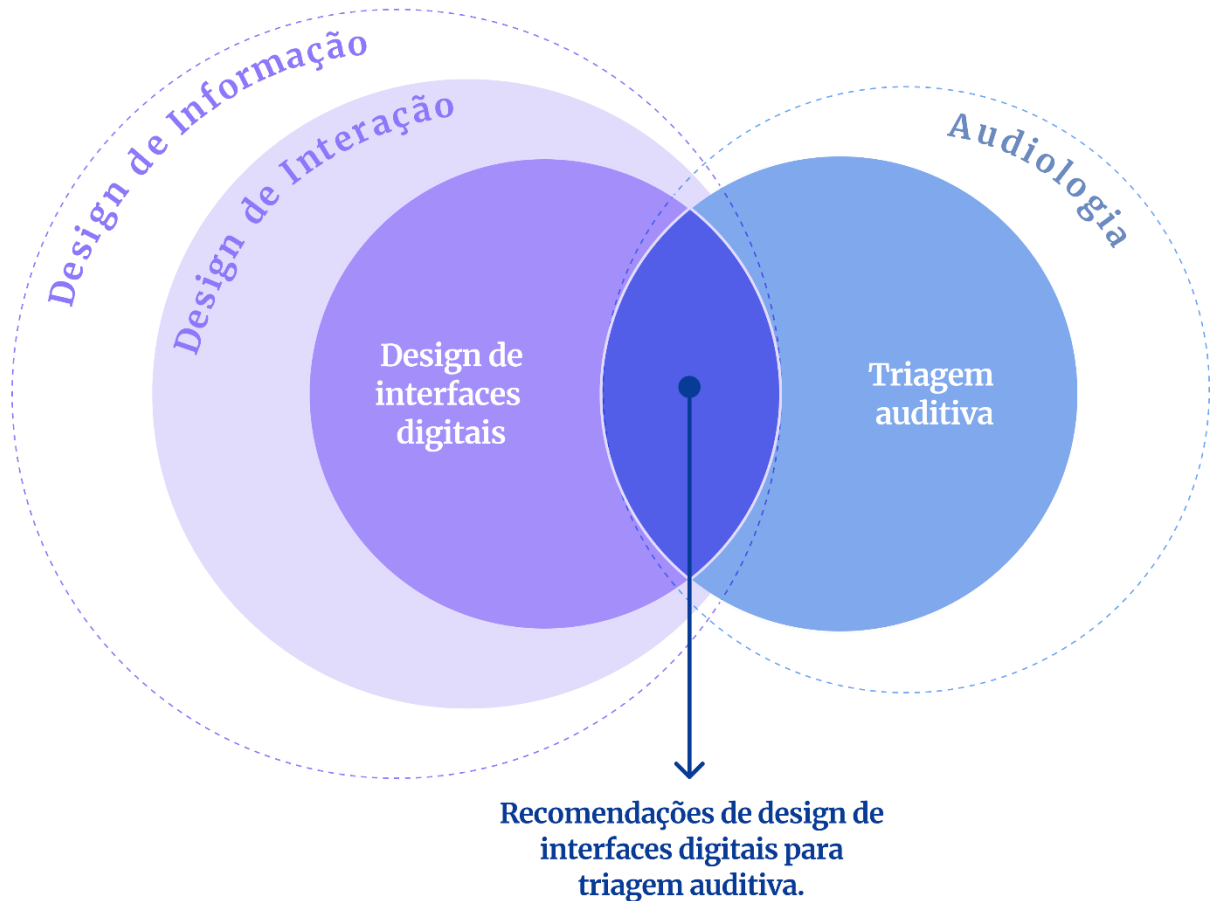 Design de Informação
Design de Interação
Audiologia
Design de
interfaces
digitais
Triagem
auditiva
Recomendações de design de
interfaces digitais para
triagem auditiva.